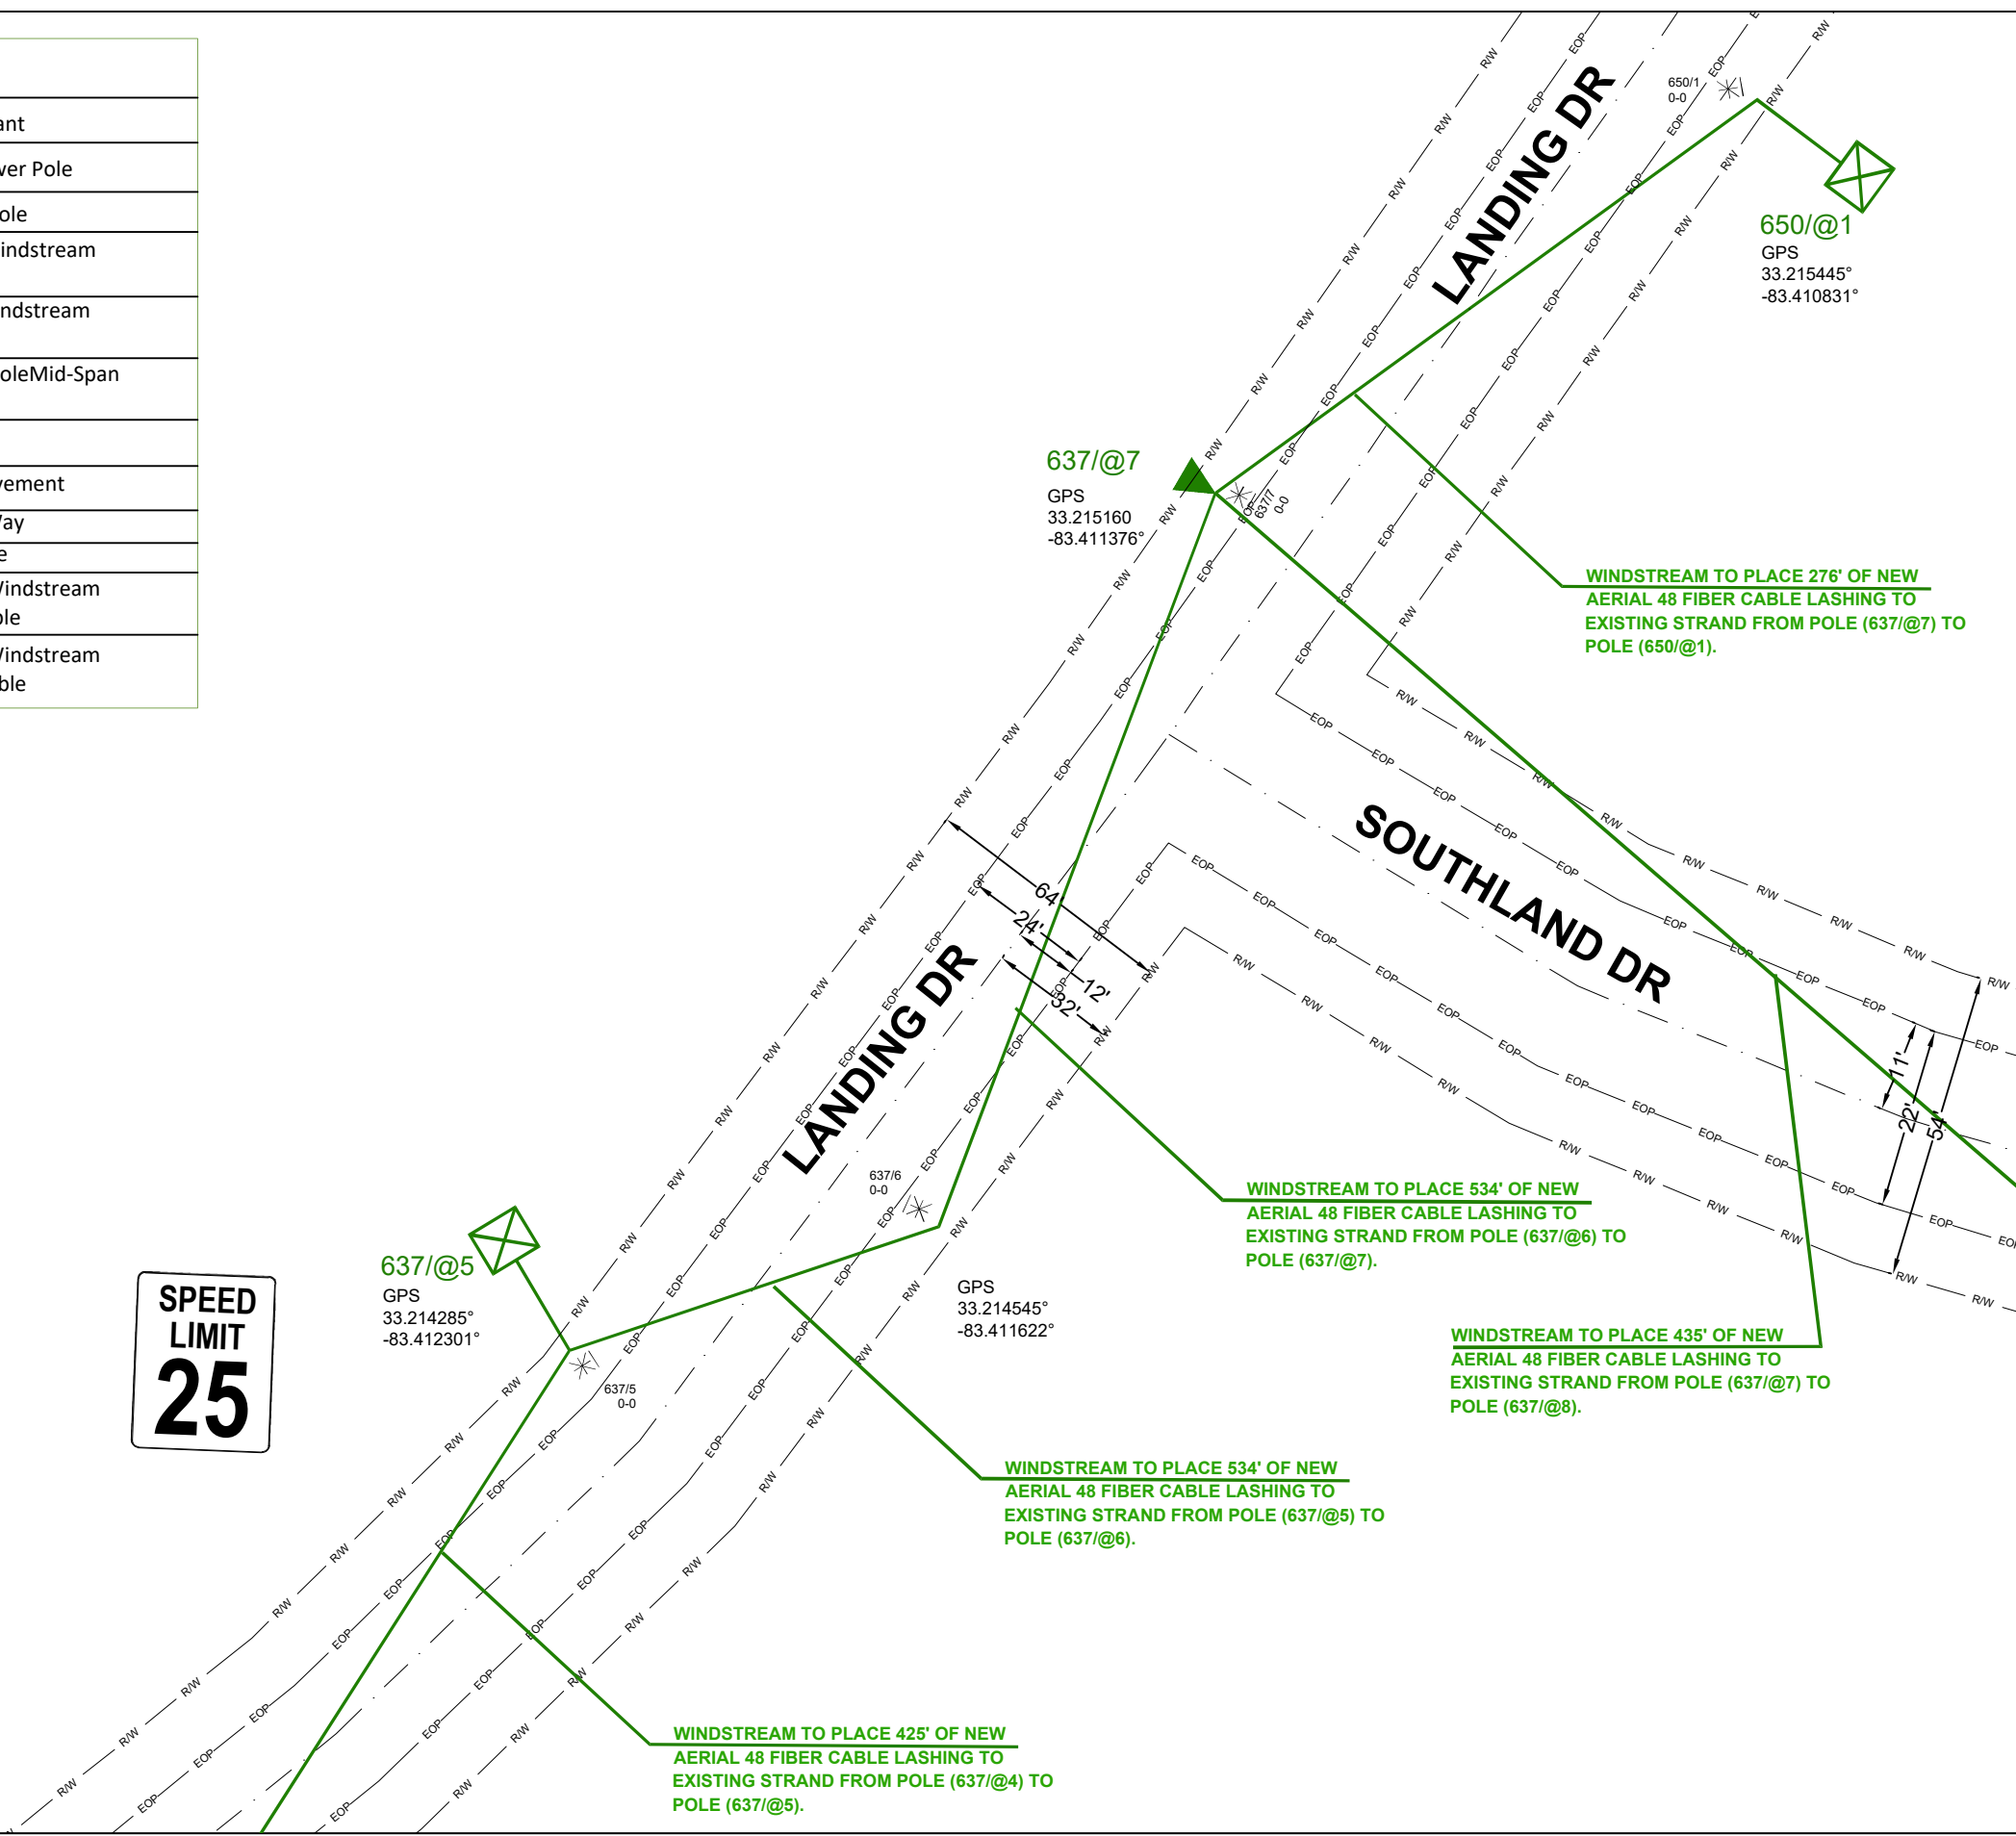 ant
ver Pole
ole
indstream
ndstream
oleMid-Span
vement
Way
e
Windstream
ble
Windstream
ble
LANDING DR
650/1
0-0
650/@1
GPS
33.215445°
-83.410831°
637/@7
GPS
33.215160
-83.411376°
637/7
0-0
WINDSTREAM TO PLACE 276' OF NEW
AERIAL 48 FIBER CABLE LASHING TO
EXISTING STRAND FROM POLE (637/@7) TO
POLE (650/@1).
SOUTHLAND DR
64'
24'
12'
32'
11'
22'
54'
LANDING DR
637/6
0-0
WINDSTREAM TO PLACE 534' OF NEW
AERIAL 48 FIBER CABLE LASHING TO
EXISTING STRAND FROM POLE (637/@6) TO
POLE (637/@7).
637/@5
GPS
33.214285°
-83.412301°
GPS
33.214545°
-83.411622°
SPEED
LIMIT
25
637/5
0-0
WINDSTREAM TO PLACE 435' OF NEW
AERIAL 48 FIBER CABLE LASHING TO
EXISTING STRAND FROM POLE (637/@7) TO
POLE (637/@8).
WINDSTREAM TO PLACE 534' OF NEW
AERIAL 48 FIBER CABLE LASHING TO
EXISTING STRAND FROM POLE (637/@5) TO
POLE (637/@6).
WINDSTREAM TO PLACE 425' OF NEW
AERIAL 48 FIBER CABLE LASHING TO
EXISTING STRAND FROM POLE (637/@4) TO
POLE (637/@5).
R/W
EOP